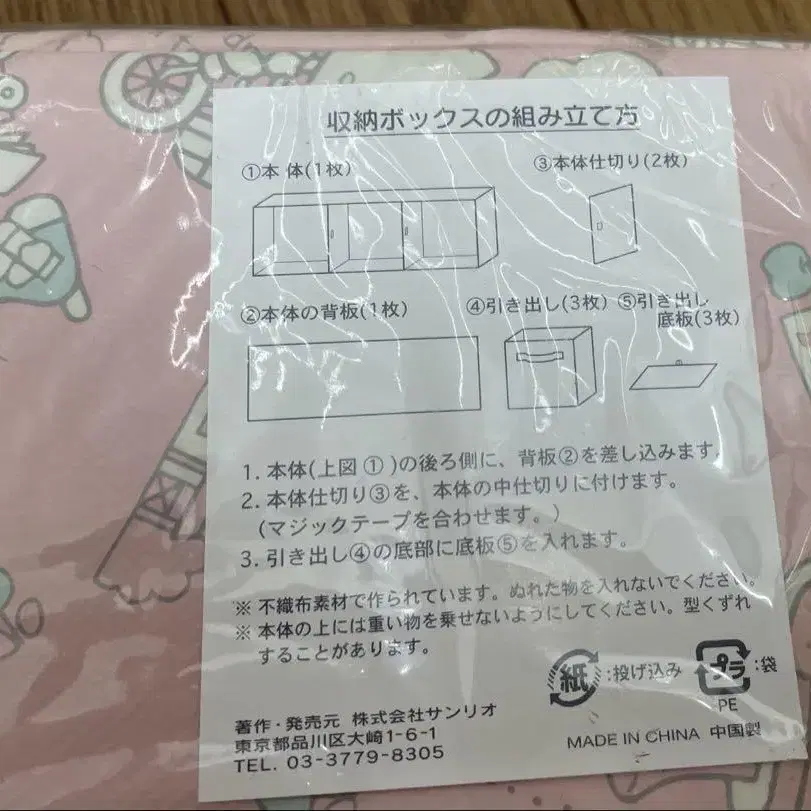 収納ボックスの組み立て方
①本 体(1枚)
③本体仕切り(2枚)
②本体の背板(1枚)
④引き出し(3枚)
⑤引き出し
底板(3枚)
1. 本体(上図①)の後ろ側に、背板②を差し込みます。
2. 本体仕切り③を、本体の中仕切りに付けます。
(マジックテープを合わせます。)
3. 引き出し④の底部に底板⑤を入れます。
※ 不織布素材で作られています。ぬれた物を入れないでください。
※ 本体の上には重い物を乗せないようにしてください。型くずれ
することがあります。
紙:投げ込み
プラ:袋
PE
著作・発売元 株式会社サンリオ
東京都品川区大崎1-6-1
TEL. 03-3779-8305
MADE IN CHINA 中国製